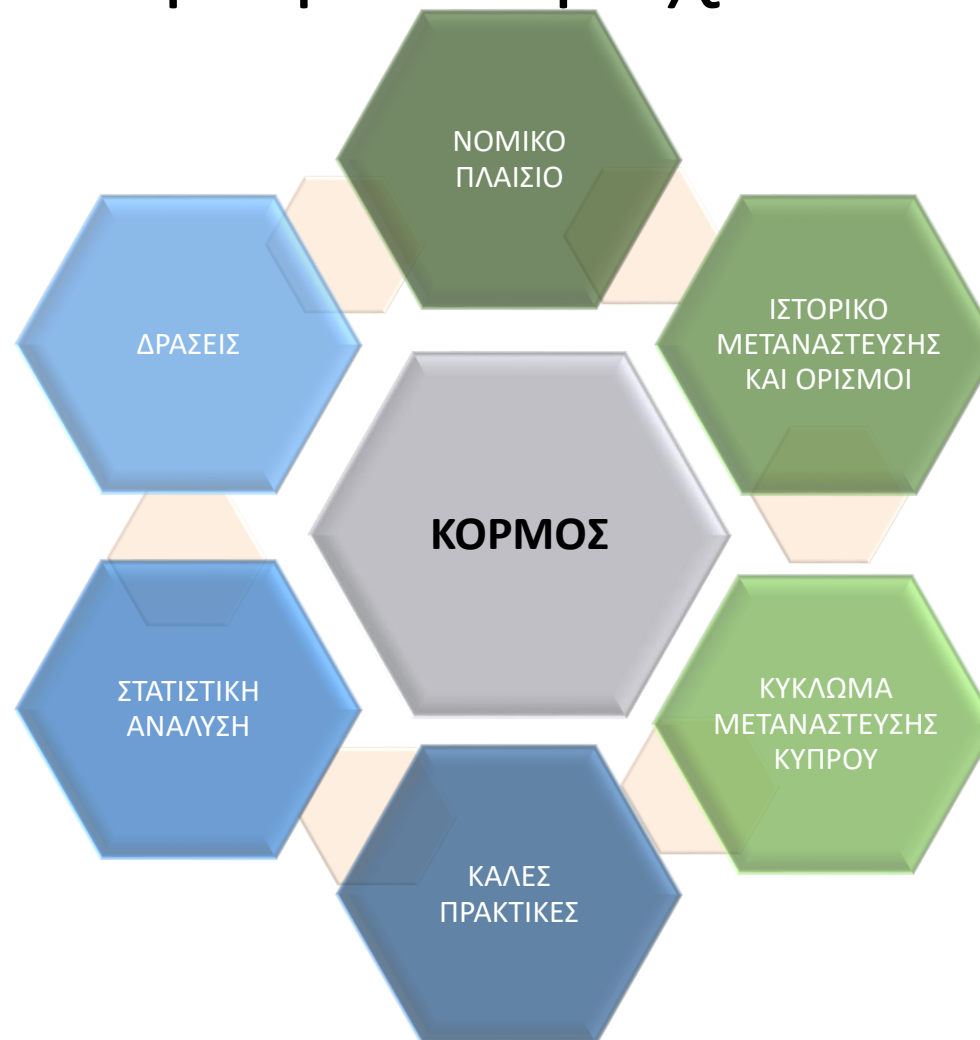 ΝΟΜΙΚΟ
ΠΛΑΙΣΙΟ
ΙΣΤΟΡΙΚΟ
ΜΕΤΑΝΑΣΤΕΥΣΗΣ
ΚΑΙ ΟΡΙΣΜΟΙ
ΔΡΑΣΕΙΣ
ΚΟΡΜΟΣ
ΣΤΑΤΙΣΤΙΚΗ
ΑΝΑΛΥΣΗ
ΚΥΚΛΩΜΑ
ΜΕΤΑΝΑΣΤΕΥΣΗΣ
ΚΥΠΡΟΥ
ΚΑΛΕΣ
ΠΡΑΚΤΙΚΕΣ